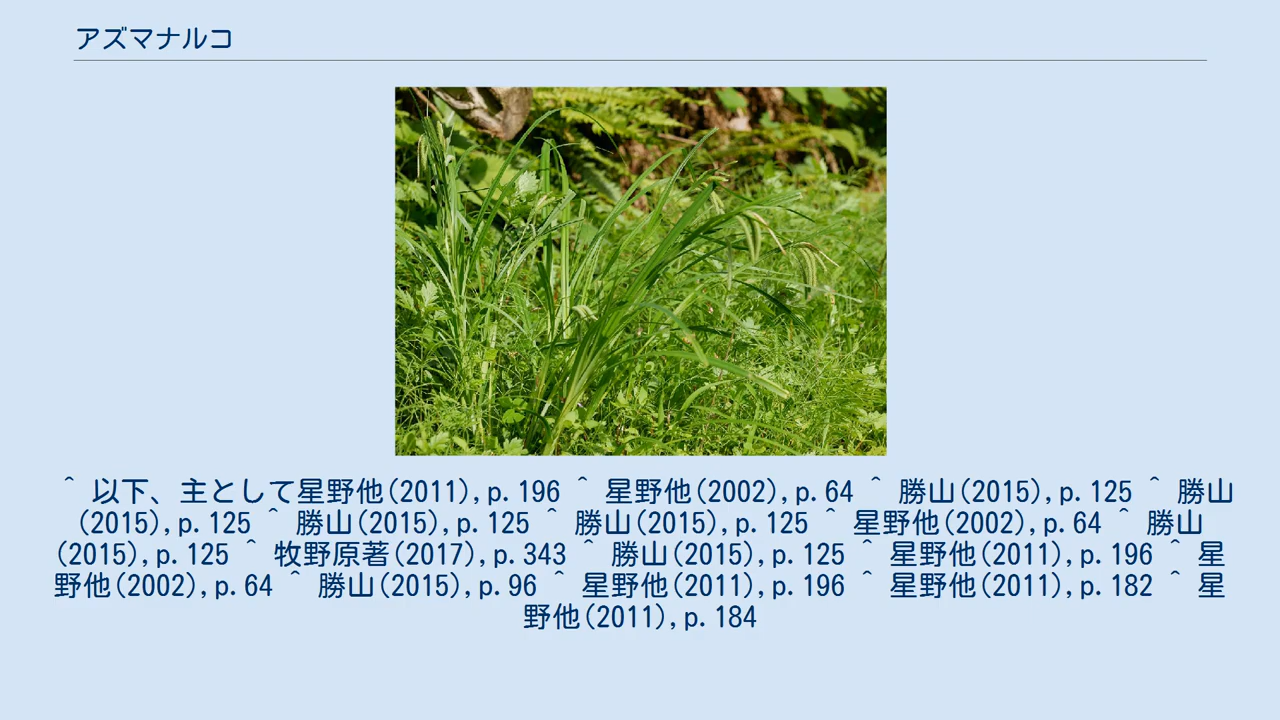 アズマナルコ
^ 以下、主として星野他(2011),p.196 ^ 星野他(2002),p.64 ^ 勝山(2015),p.125 ^ 勝山
(2015),p.125 ^ 勝山(2015),p.125 ^ 勝山(2015),p.125 ^ 星野他(2002),p.64 ^ 勝山
(2015),p.125 ^ 牧野原著(2017),p.343 ^ 勝山(2015),p.125 ^ 星野他(2011),p.196 ^ 星
野他(2002),p.64 ^ 勝山(2015),p.96 ^ 星野他(2011),p.196 ^ 星野他(2011),p.182 ^ 星
野他(2011),p.184